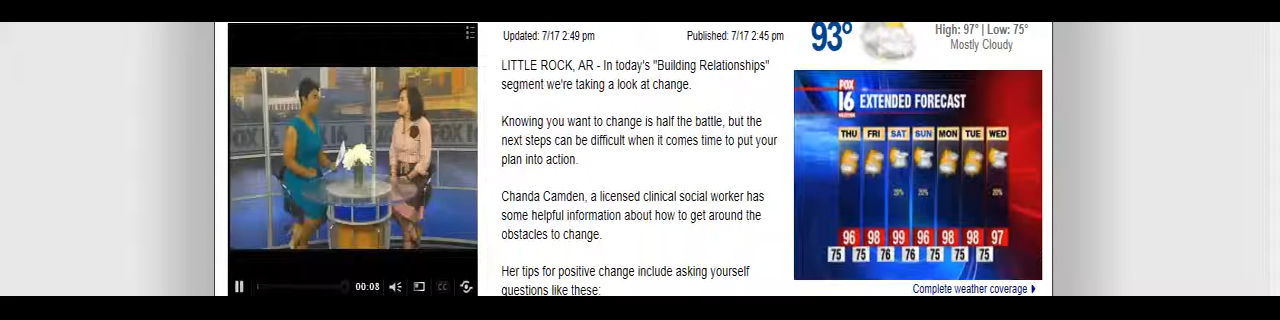 Updated: 7/17 2:49 pm
Published: 7/17 2:45 pm
LITTLE ROCK, AR - In today's "Building Relationships"
segment we're taking a look at change.
Knowing you want to change is half the battle, but the
next steps can be difficult when it comes time to put your
plan into action.
Chanda Camden, a licensed clinical social worker has
some helpful information about how to get around the
obstacles to change.
Her tips for positive change include asking yourself
questions like these:
00:08
CC
93°
High: 97° | Low: 75°
Mostly Cloudy
FOX
16
EXTENDED FORECAST
THU FRI SAT SUN MON TUE WED
20% 20% 20%
96 98 99 96 98 98 97
75 75 76 76 75 75 75
Complete weather coverage